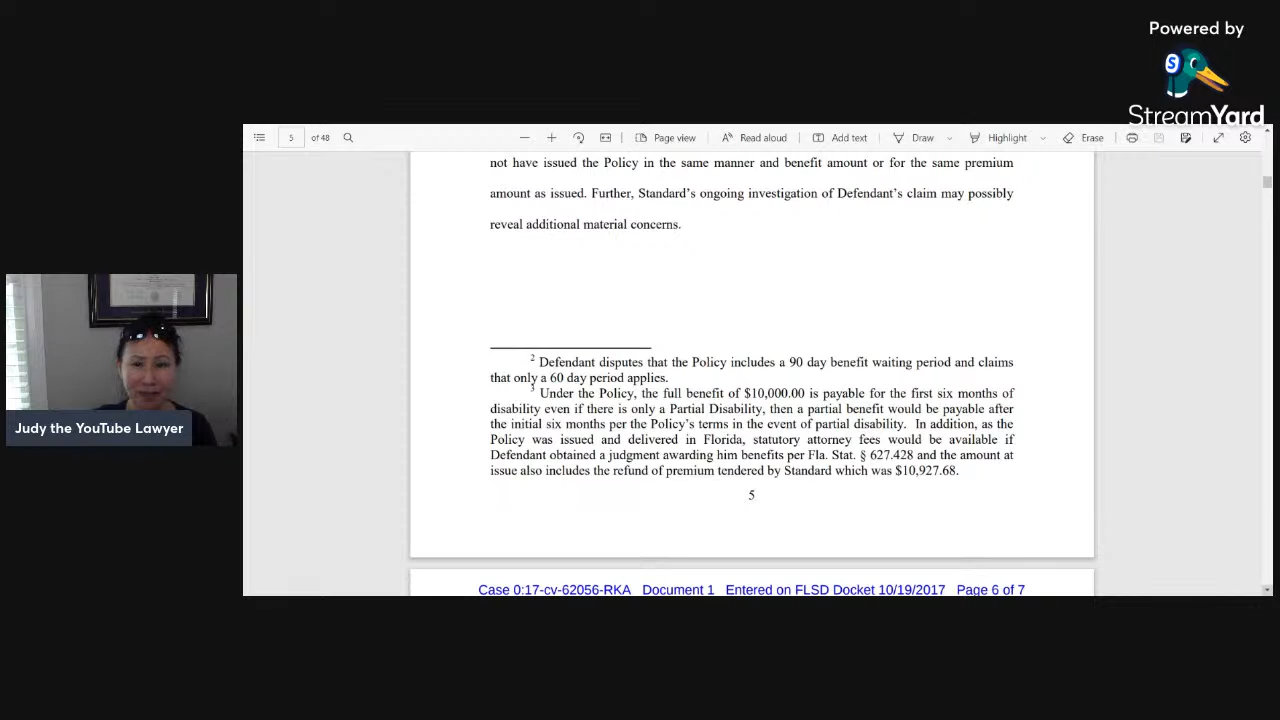 Powered by
S
StreamYard
5 of 48 Page view Read aloud Add text Draw Highlight Erase
not have issued the Policy in the same manner and benefit amount or for the same premium
amount as issued. Further, Standard's ongoing investigation of Defendant's claim may possibly
reveal additional material concerns.
2 Defendant disputes that the Policy includes a 90 day benefit waiting period and claims
that only a 60 day period applies.
3 Under the Policy, the full benefit of $10,000.00 is payable for the first six months of
disability even if there is only a Partial Disability, then a partial benefit would be payable after
the initial six months per the Policy's terms in the event of partial disability. In addition, as the
Policy was issued and delivered in Florida, statutory attorney fees would be available if
Defendant obtained a judgment awarding him benefits per Fla. Stat. § 627.428 and the amount at
issue also includes the refund of premium tendered by Standard which was $10,927.68.
5
Case 0:17-cv-62056-RKA Document 1 Entered on FLSD Docket 10/19/2017 Page 6 of 7
Judy the YouTube Lawyer